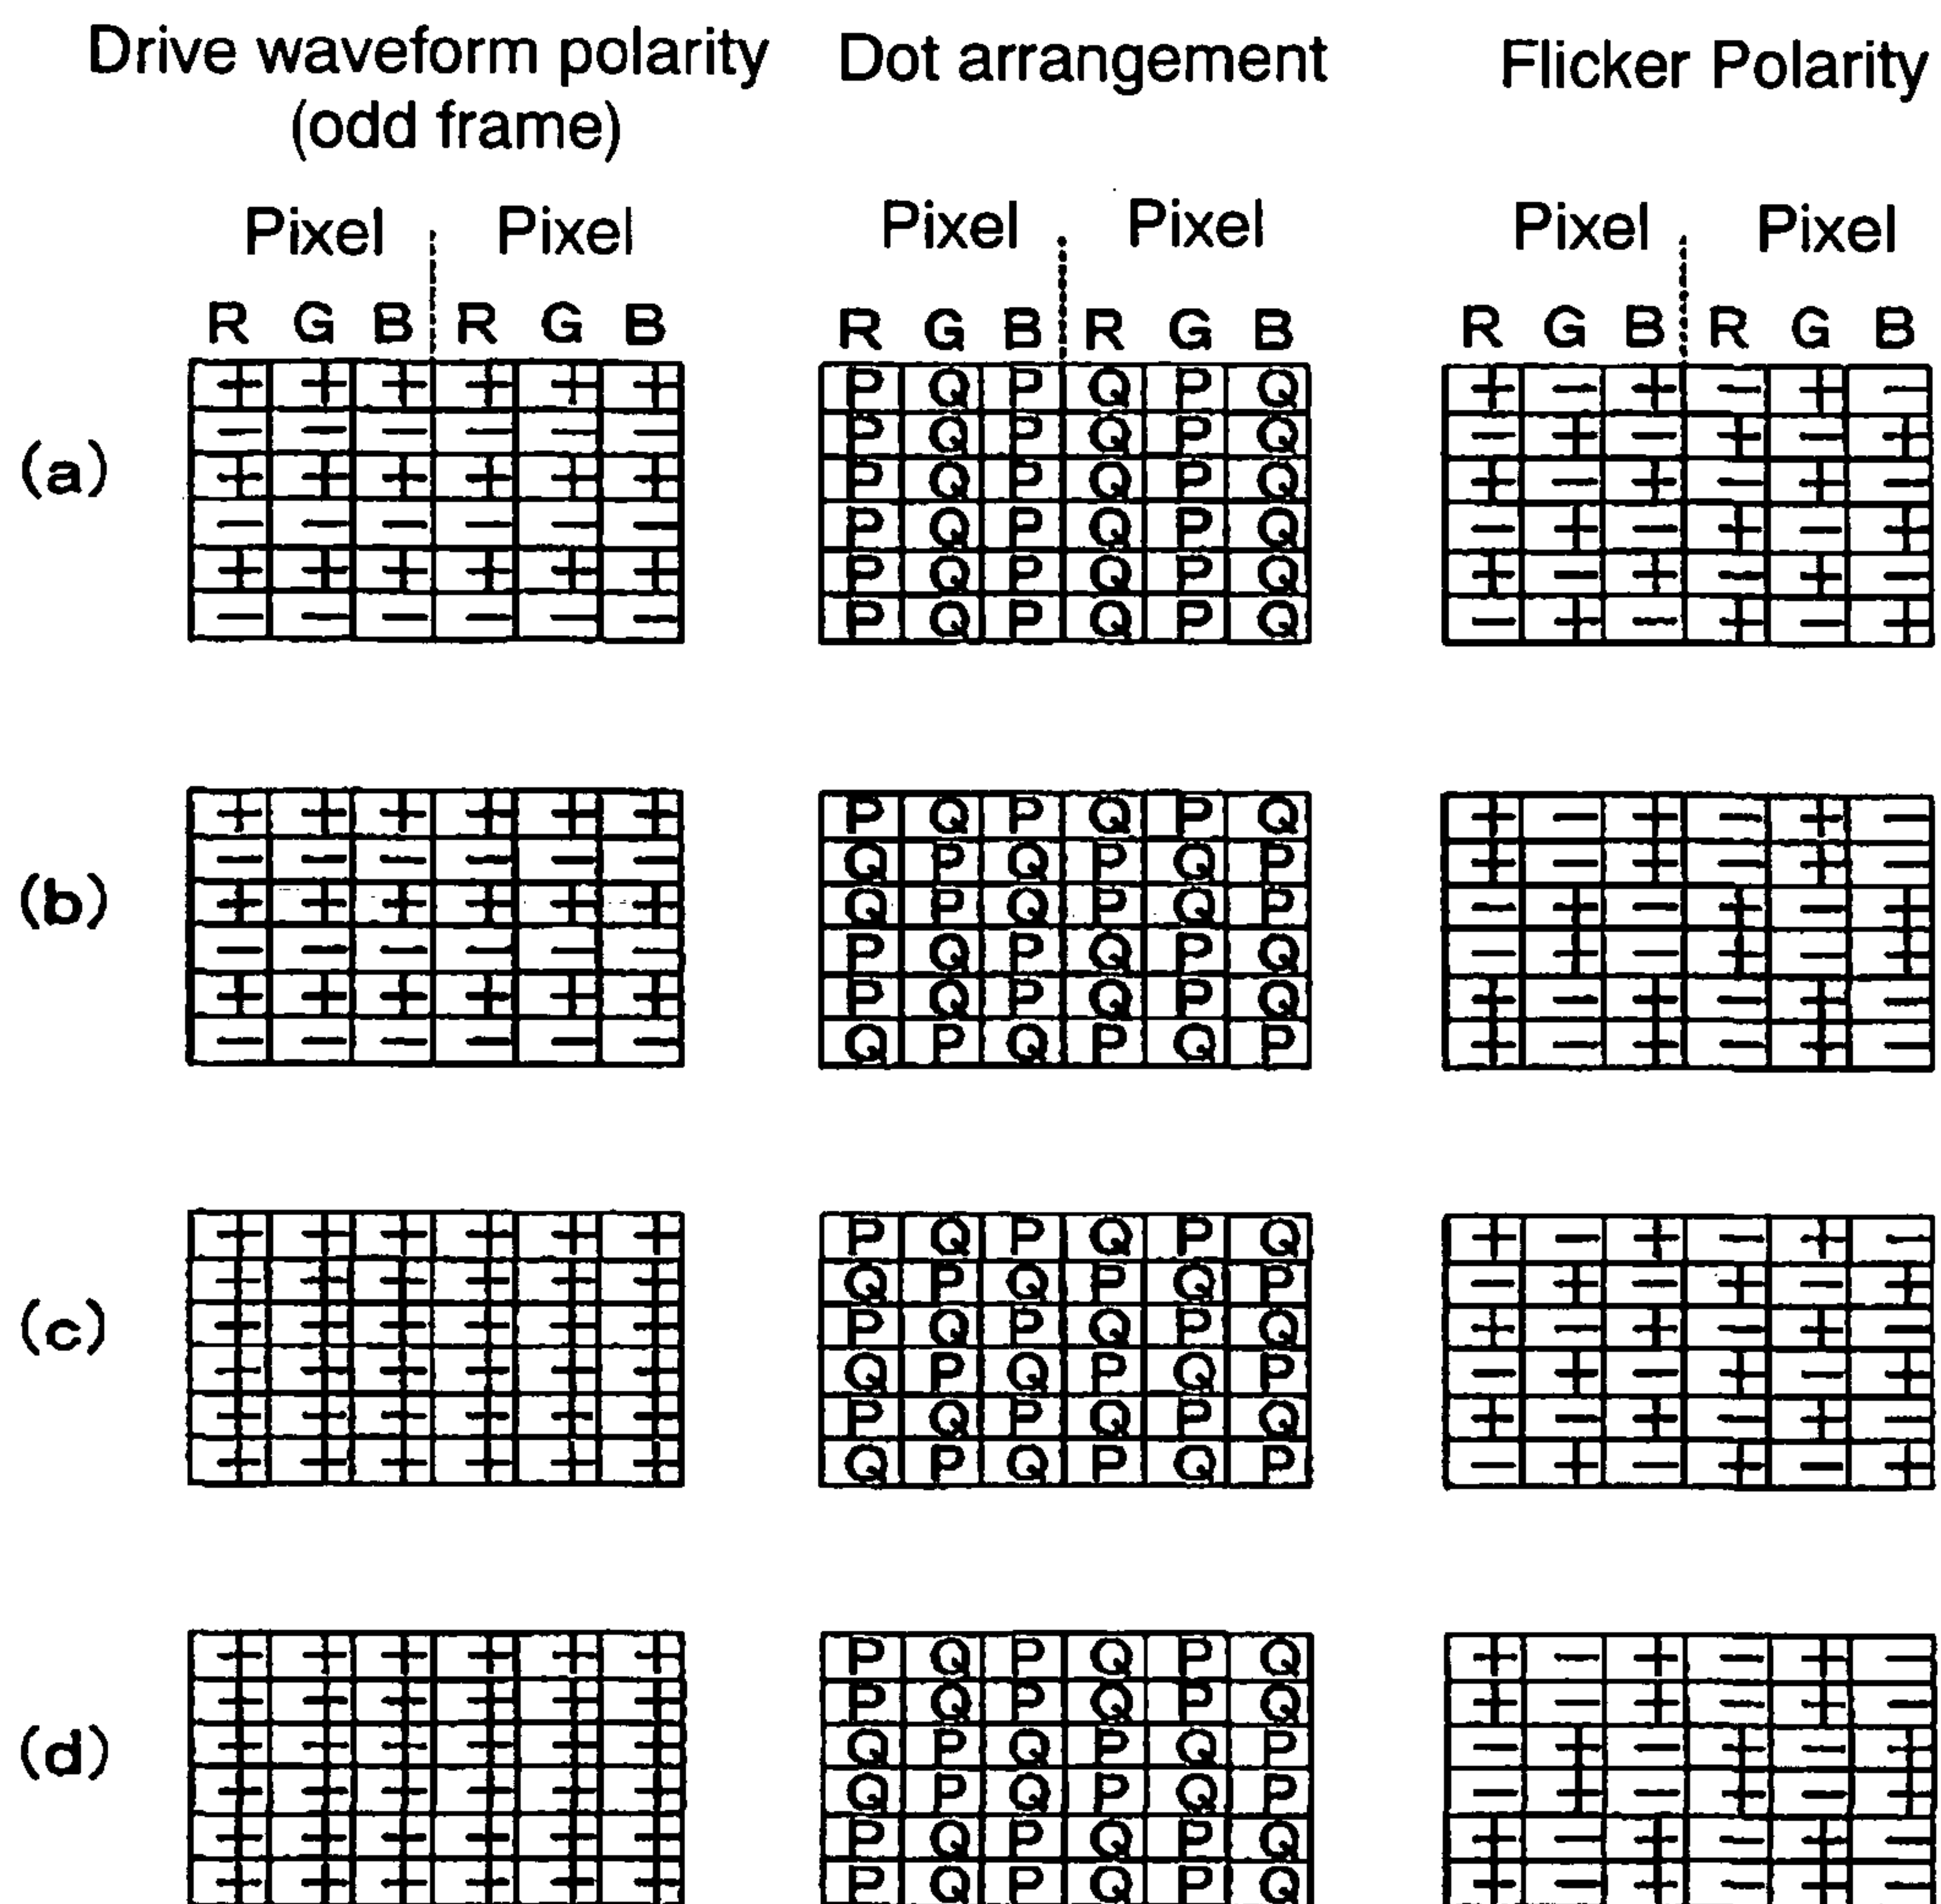 Drive waveform polarity Dot arrangement Flicker Polarity
(odd frame)
Pixel Pixel Pixel Pixel Pixel Pixel
R G B R G B R G B R G B R G B R G B
(a)
+ + + + + + P Q P Q P Q + − + − + −
− − − − − − P Q P Q P Q − + − + − +
+ + + + + + P Q P Q P Q + − + − + −
− − − − − − P Q P Q P Q − + − + − +
+ + + + + + P Q P Q P Q + − + − + −
− − − − − − P Q P Q P Q − + − + − +
(b)
+ + + + + + P Q P Q P Q + − + − + −
− − − − − − Q P Q P Q P + − + − + −
+ + + + + + Q P Q P Q P − + − + − +
− − − − − − P Q P Q P Q − + − + − +
+ + + + + + P Q P Q P Q + − + − + −
− − − − − − Q P Q P Q P + − + − + −
(c)
+ + + + + + P Q P Q P Q + − + − + −
+ + + + + + Q P Q P Q P − + − + − +
+ + + + + + P Q P Q P Q + − + − + −
+ + + + + + Q P Q P Q P − + − + − +
+ + + + + + P Q P Q P Q + − + − + −
+ + + + + + Q P Q P Q P − + − + − +
(d)
+ + + + + + P Q P Q P Q + − + − + −
+ + + + + + P Q P Q P Q + − + − + −
+ + + + + + Q P Q P Q P − + − + − +
+ + + + + + Q P Q P Q P − + − + − +
+ + + + + + P Q P Q P Q + − + − + −
+ + + + + + P Q P Q P Q + − + − + −